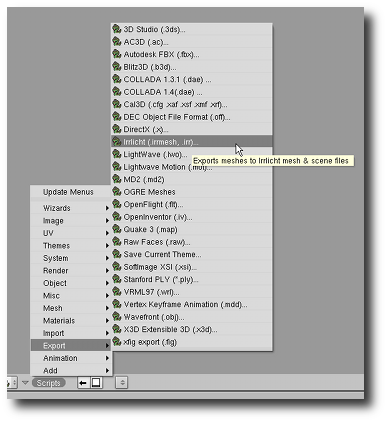 3D Studio (.3ds)...
AC3D (.ac)...
Autodesk FBX (.fbx)...
Blitz3D (.b3d)...
COLLADA 1.3.1 (.dae) ...
COLLADA 1.4(.dae) ...
Cal3D (.cfg .xaf .xsf .xmf .xrf)...
DEC Object File Format (.off)...
DirectX (.x)...
Irrlicht (.irrmesh, .irr)...
LightWave (.lwo)...
Exports meshes to Irrlicht mesh & scene files
Lightwave Motion (.mot)...
MD2 (.md2)
OGRE Meshes
OpenFlight (.flt)...
OpenInventor (.iv)...
Quake 3 (.map)
Raw Faces (.raw)...
Save Current Theme...
SoftImage XSI (.xsi)...
Stanford PLY (*.ply)...
VRML97 (.wrl)...
Vertex Keyframe Animation (.mdd)...
Wavefront (.obj)...
X3D Extensible 3D (.x3d)...
xfig export (.fig)
Update Menus
Wizards
Image
UV
Themes
System
Render
Object
Misc
Mesh
Materials
Import
Export
Animation
Add
Scripts